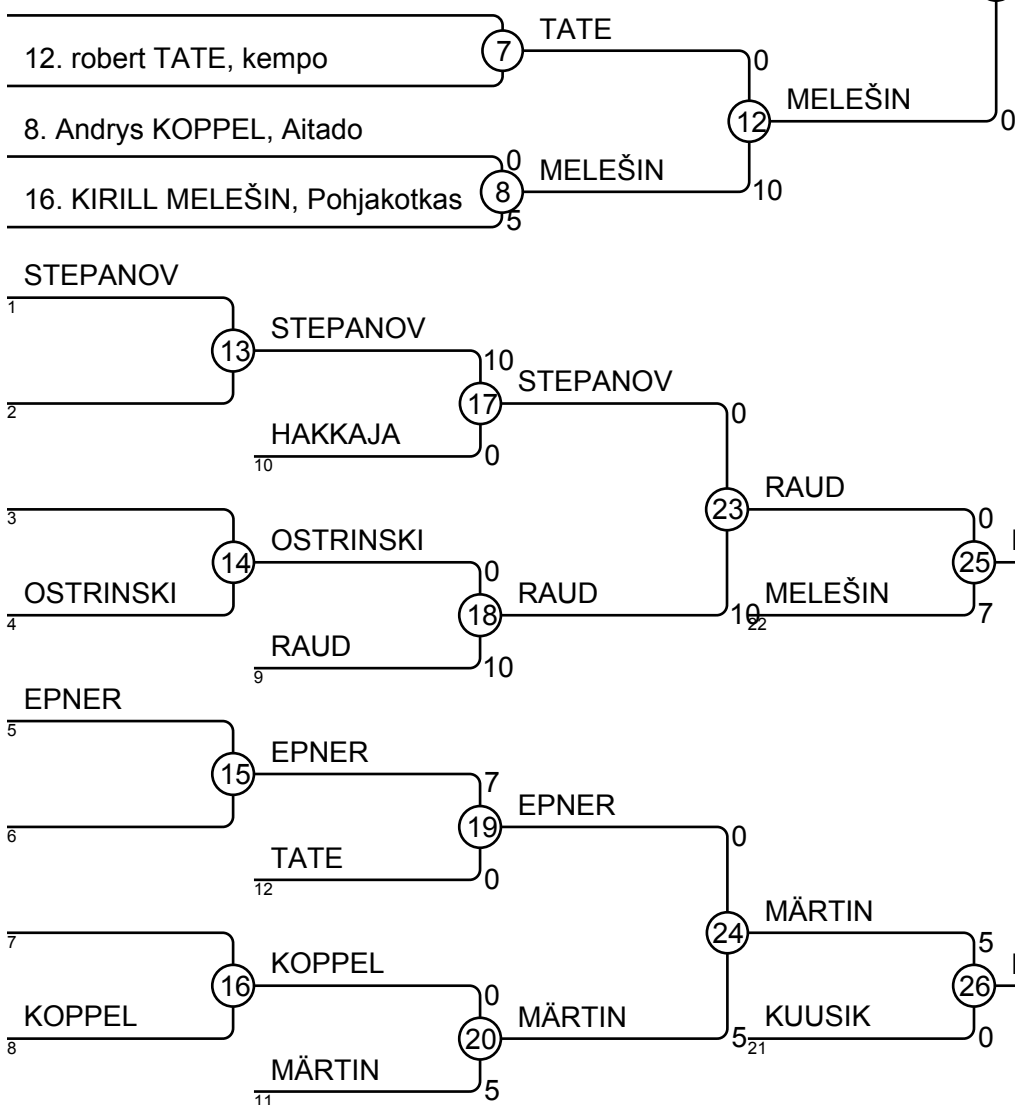 TATE
7
12. robert TATE, kempo
0
MELEŠIN
12
0
8. Andrys KOPPEL, Aitado
0
MELEŠIN
8
10
16. KIRILL MELEŠIN, Pohjakotkas
5
STEPANOV
1
STEPANOV
13
10
STEPANOV
2
17
0
HAKKAJA
10
0
RAUD
3
23
0
OSTRINSKI
14
0
25
OSTRINSKI
4
RAUD
18
10
22
MELEŠIN
7
RAUD
9
10
EPNER
5
EPNER
15
7
EPNER
6
19
0
TATE
12
0
MÄRTIN
7
24
5
KOPPEL
16
0
26
KOPPEL
8
MÄRTIN
20
5
21
KUUSIK
0
MÄRTIN
11
5